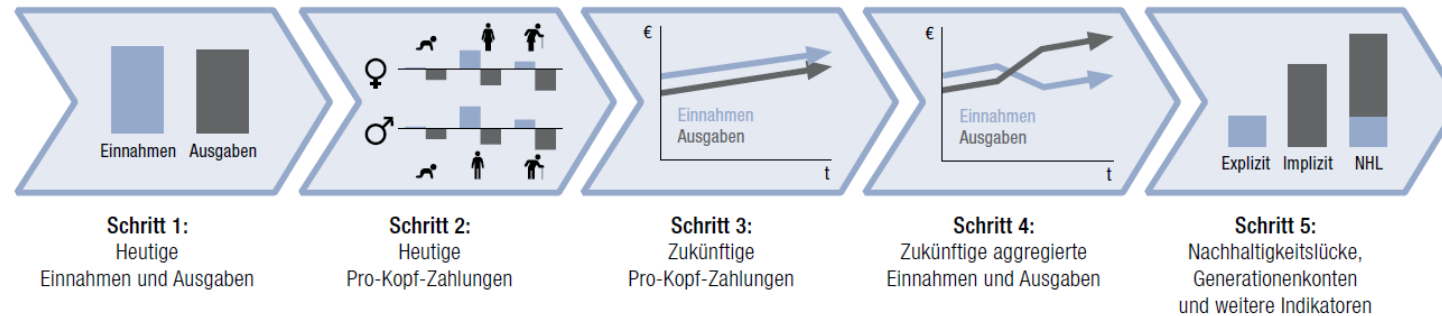 Einnahmen Ausgaben
€
Einnahmen
Ausgaben
t
€
Einnahmen
Ausgaben
t
Explizit Implizit NHL
Schritt 1:
Heutige
Einnahmen und Ausgaben
Schritt 2:
Heutige
Pro-Kopf-Zahlungen
Schritt 3:
Zukünftige
Pro-Kopf-Zahlungen
Schritt 4:
Zukünftige aggregierte
Einnahmen und Ausgaben
Schritt 5:
Nachhaltigkeitslücke,
Generationenkonten
und weitere Indikatoren